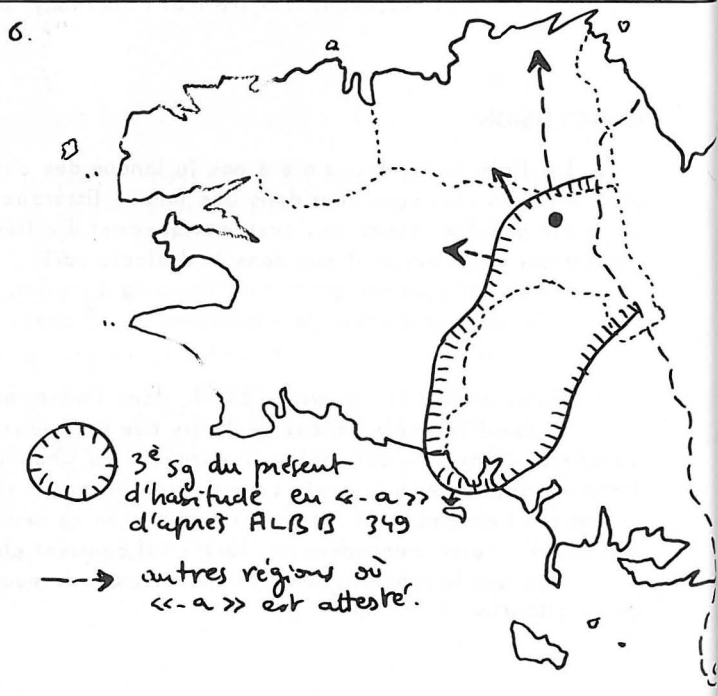 6.
3è sg du présent
d'habitude en «-a»
d'après ALBB 349
autres régions où
«-a» est attesté.